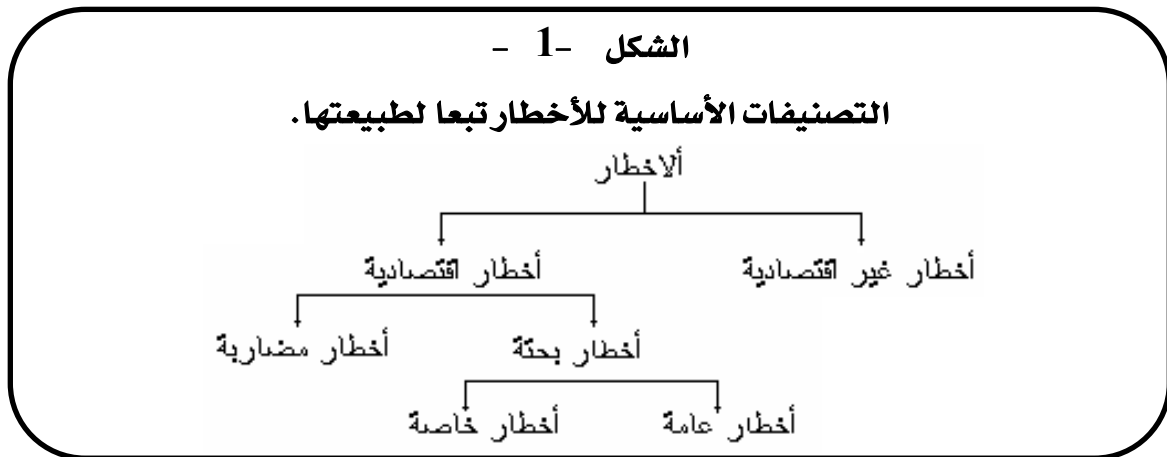 الشكل -1 -
التصنيفات الأساسية للأخطار تبعا لطبيعتها.
ألاخطار
أخطار غير اقتصادية أخطار اقتصادية
أخطار بحتة أخطار مضاربة
أخطار عامة أخطار خاصة